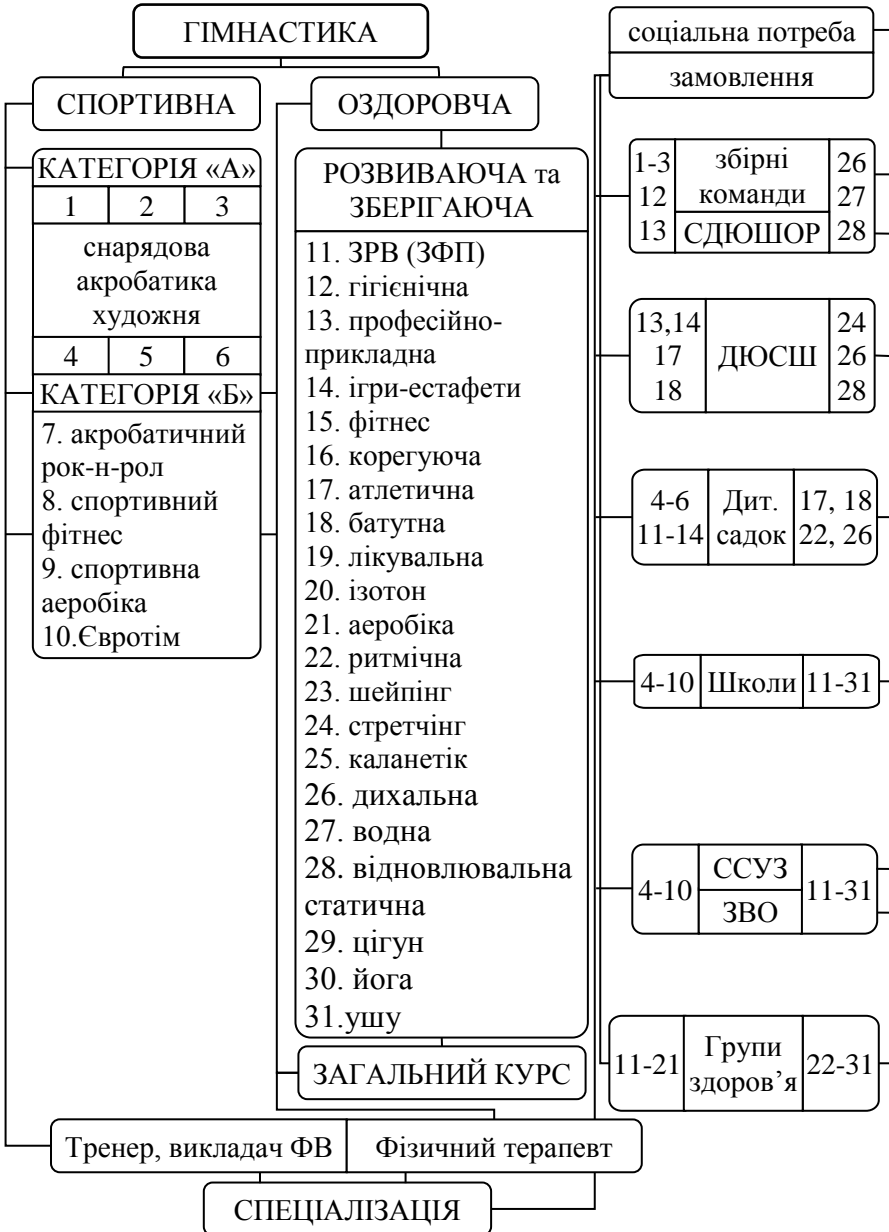 ГІМНАСТИКА
СПОРТИВНА
ОЗДОРОВЧА
КАТЕГОРІЯ «А»
1 2 3
снарядова
акробатика
художня
4 5 6
КАТЕГОРІЯ «Б»
7. акробатичний
рок-н-рол
8. спортивний
фітнес
9. спортивна
аеробіка
10.Євротім
РОЗВИВАЮЧА та
ЗБЕРІГАЮЧА
11. ЗРВ (ЗФП)
12. гігієнічна
13. професійно-
прикладна
14. ігри-естафети
15. фітнес
16. корегуюча
17. атлетична
18. батутна
19. лікувальна
20. ізотон
21. аеробіка
22. ритмічна
23. шейпінг
24. стретчінг
25. каланетік
26. дихальна
27. водна
28. відновлювальна
статична
29. цігун
30. йога
31.ушу
ЗАГАЛЬНИЙ КУРС
Тренер, викладач ФВ
Фізичний терапевт
СПЕЦІАЛІЗАЦІЯ
соціальна потреба
замовлення
1-3 збірні 26
12 команди 27
13 СДЮШОР 28
13,14 24
17 ДЮСШ 26
18 28
4-6 Дит. 17, 18
11-14 садок 22, 26
4-10 Школи 11-31
ССУЗ
4-10 11-31
ЗВО
11-21 Групи 22-31
здоров’я